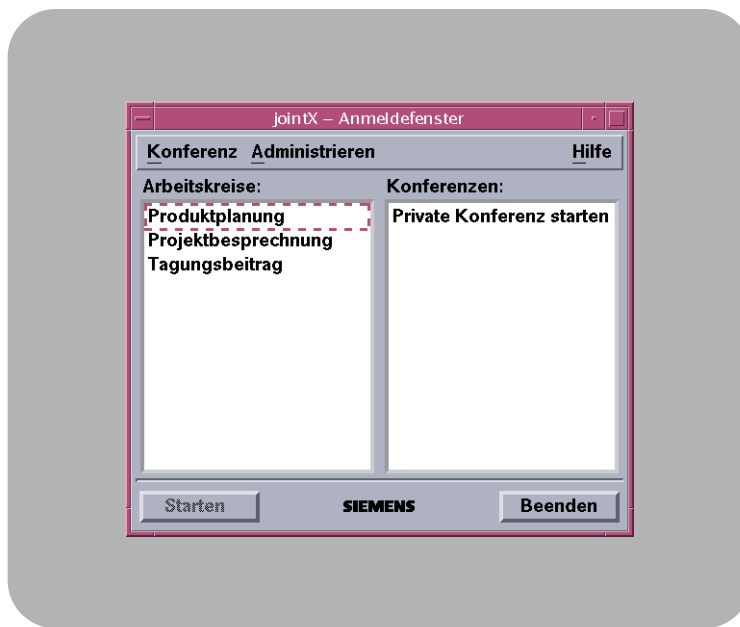 jointX – Anmeldefenster
Konferenz Administrieren Hilfe
Arbeitskreise: Konferenzen:
Produktplanung Private Konferenz starten
Projektbesprechnung
Tagungsbeitrag
Starten SIEMENS Beenden